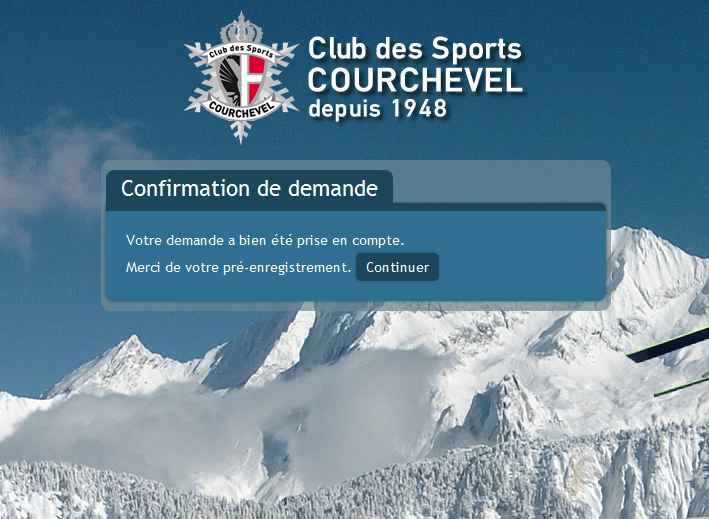 Club des Sports
COURCHEVEL
Club des Sports
COURCHEVEL
depuis 1948
Confirmation de demande
Votre demande a bien été prise en compte.
Merci de votre pré-enregistrement. Continuer